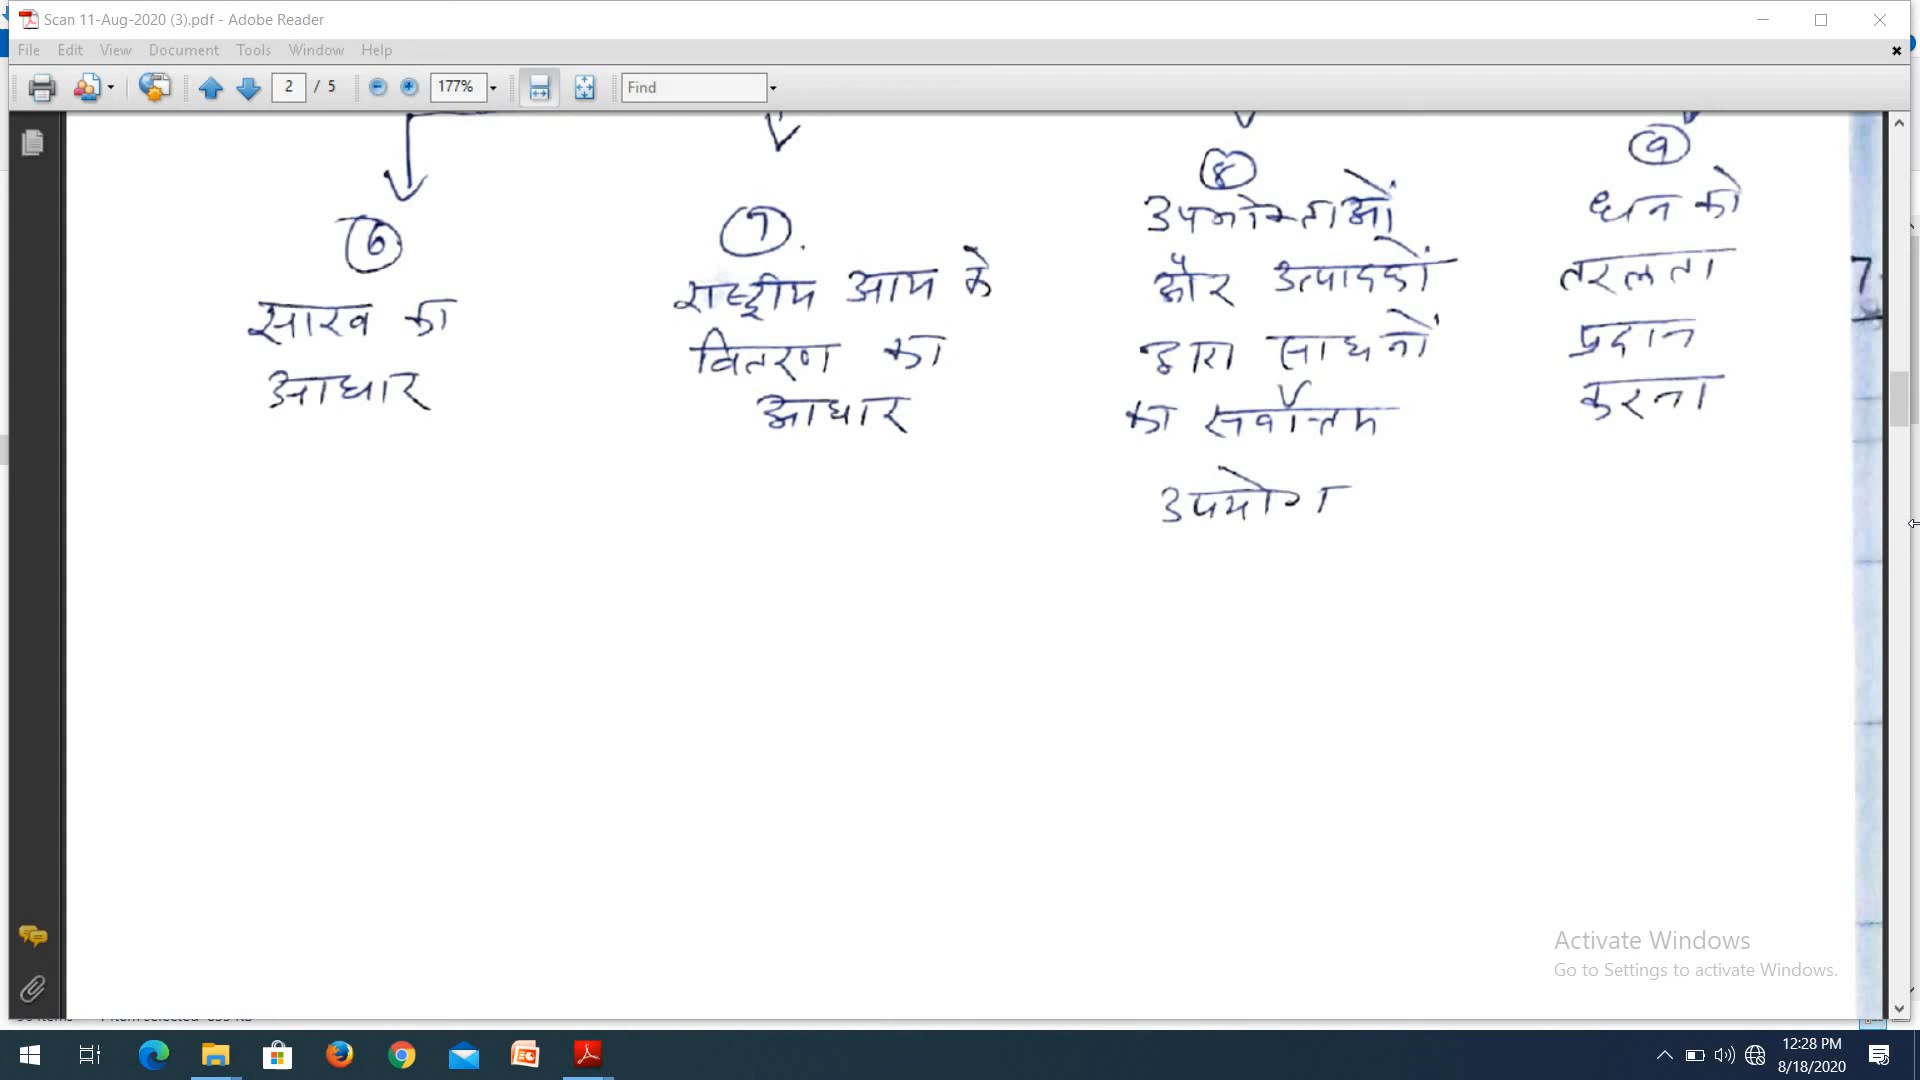 Scan 11-Aug-2020 (3).pdf - Adobe Reader
File Edit View Document Tools Window Help
2 / 5 177% Find
6
साख का
आधार
7
राष्ट्रीय आय के
वितरण का
आधार
8
उपभोक्ताओं
और उत्पादकों
द्वारा साधनों
का सर्वोत्तम
उपयोग
9
धन को
तरलता
प्रदान
करना
7
Activate Windows
Go to Settings to activate Windows.
12:28 PM
8/18/2020